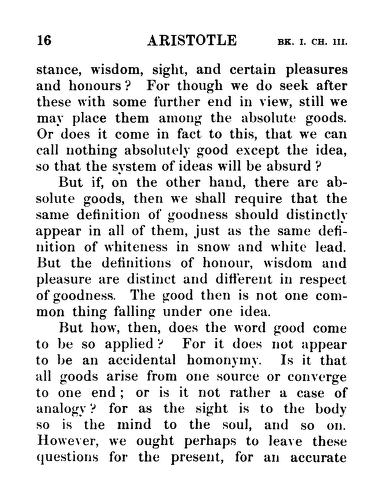 16 ARISTOTLE BK. I. CH. III.
stance, wisdom, sight, and certain pleasures
and honours? For though we do seek after
these with some further end in view, still we
may place them among the absolute goods.
Or does it come in fact to this, that we can
call nothing absolutely good except the idea,
so that the system of ideas will be absurd?
But if, on the other hand, there are ab-
solute goods, then we shall require that the
same definition of goodness should distinctly
appear in all of them, just as the same defi-
nition of whiteness in snow and white lead.
But the definitions of honour, wisdom and
pleasure are distinct and different in respect
of goodness. The good then is not one com-
mon thing falling under one idea.
But how, then, does the word good come
to be so applied? For it does not appear
to be an accidental homonymy. Is it that
all goods arise from one source or converge
to one end; or is it not rather a case of
analogy? for as the sight is to the body
so is the mind to the soul, and so on.
However, we ought perhaps to leave these
questions for the present, for an accurate